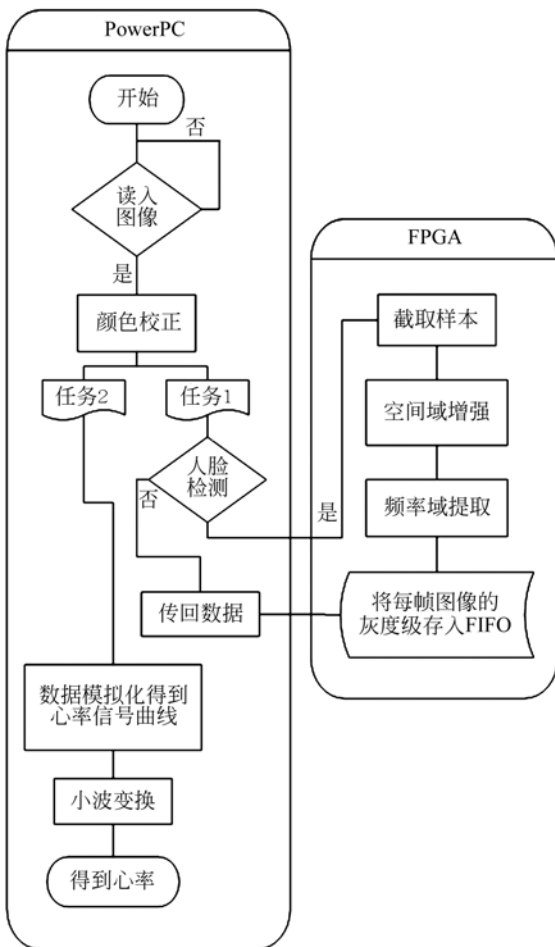 PowerPC
开始
否
读入
图像
是
颜色校正
任务2
任务1
人脸
检测
否
是
传回数据
数据模拟化得到
心率信号曲线
小波变换
得到心率
FPGA
截取样本
空间域增强
频率域提取
将每帧图像的
灰度级存入FIFO